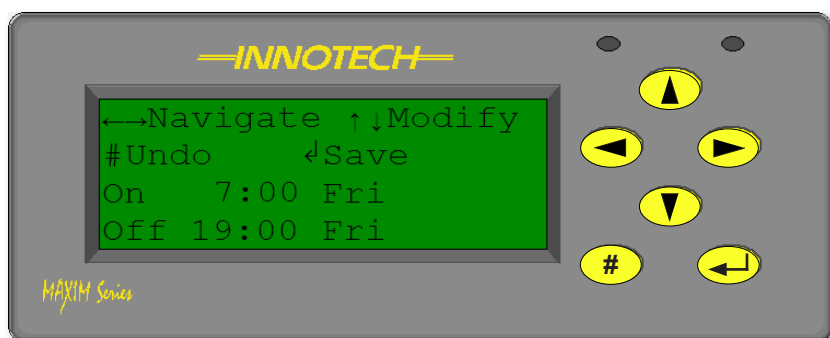 INNOTECH
←→Navigate ↑↓Modify
#Undo ↲Save
On 7:00 Fri
Off 19:00 Fri
#
MAXIM Series